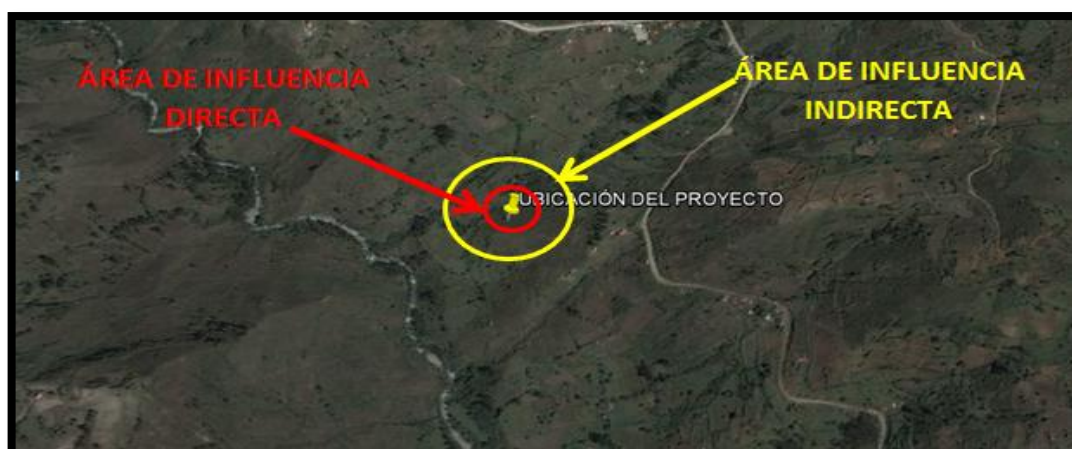 ÁREA DE INFLUENCIA
DIRECTA
ÁREA DE INFLUENCIA
INDIRECTA
UBICACIÓN DEL PROYECTO